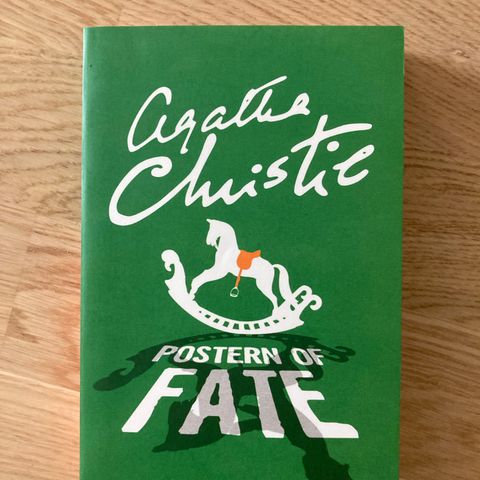 Agatha
Christie
POSTERN OF
FATE